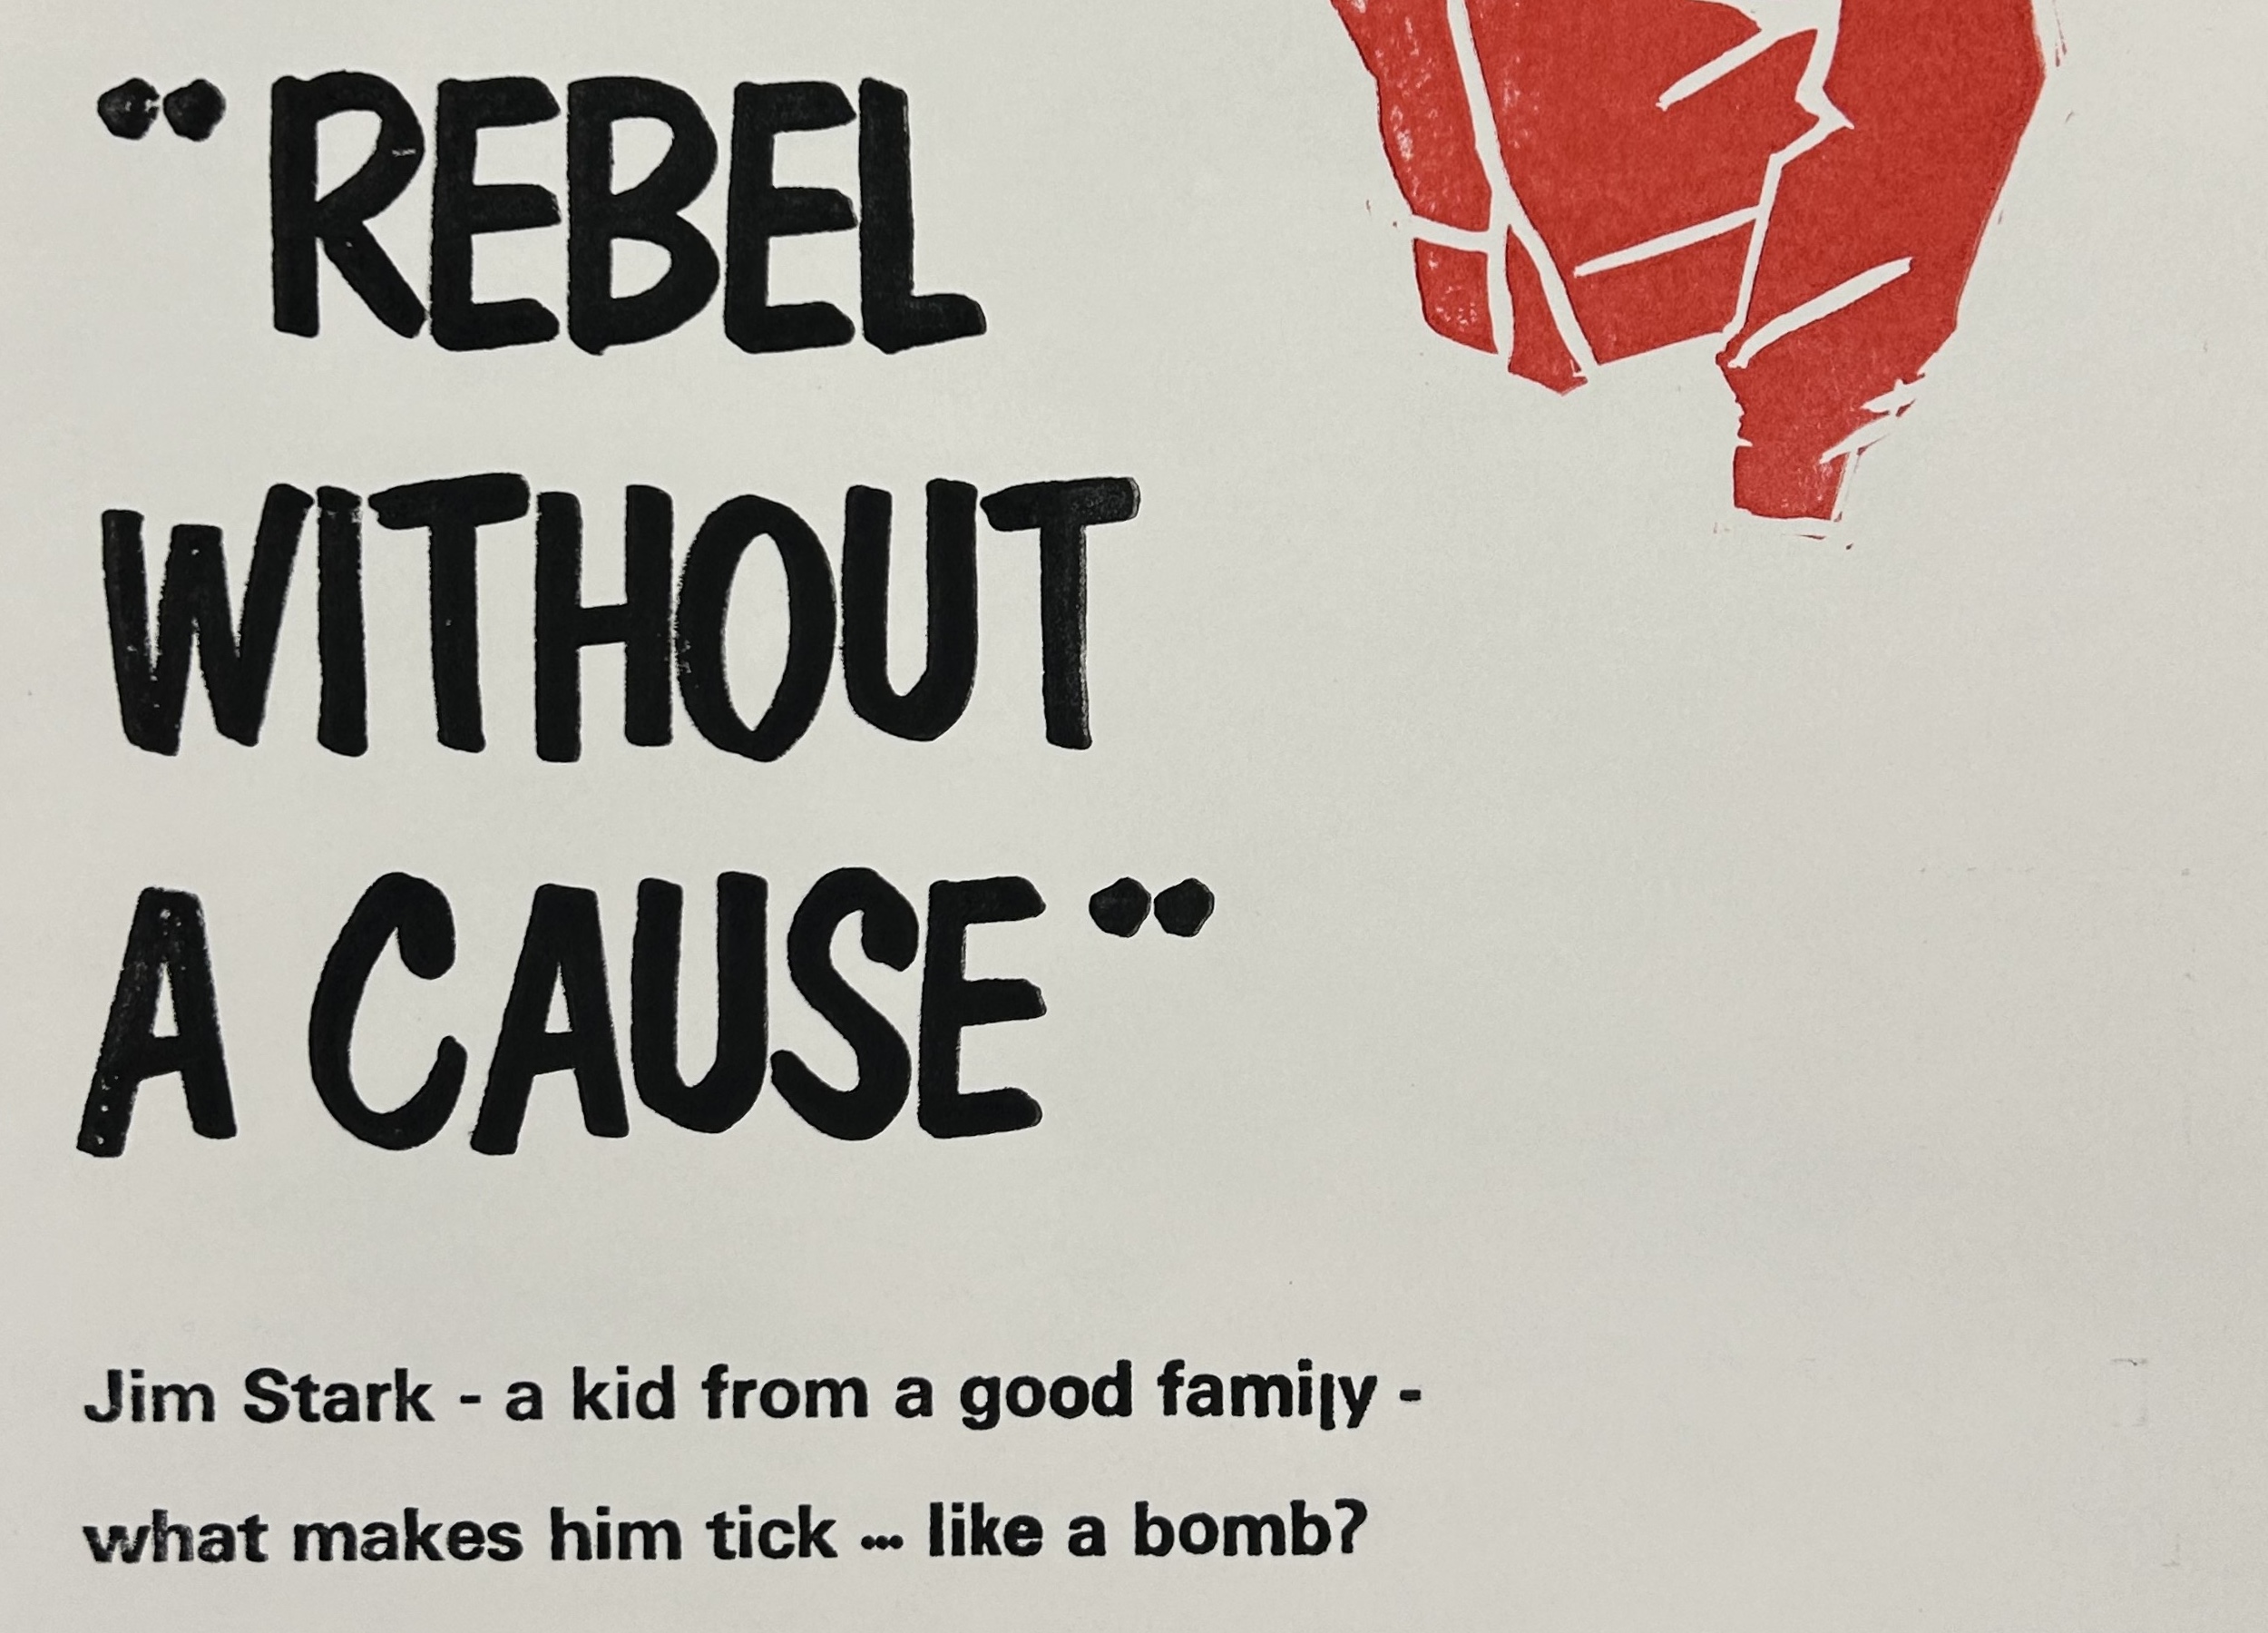 "REBEL
WITHOUT
A CAUSE"
Jim Stark - a kid from a good family -
what makes him tick ... like a bomb?